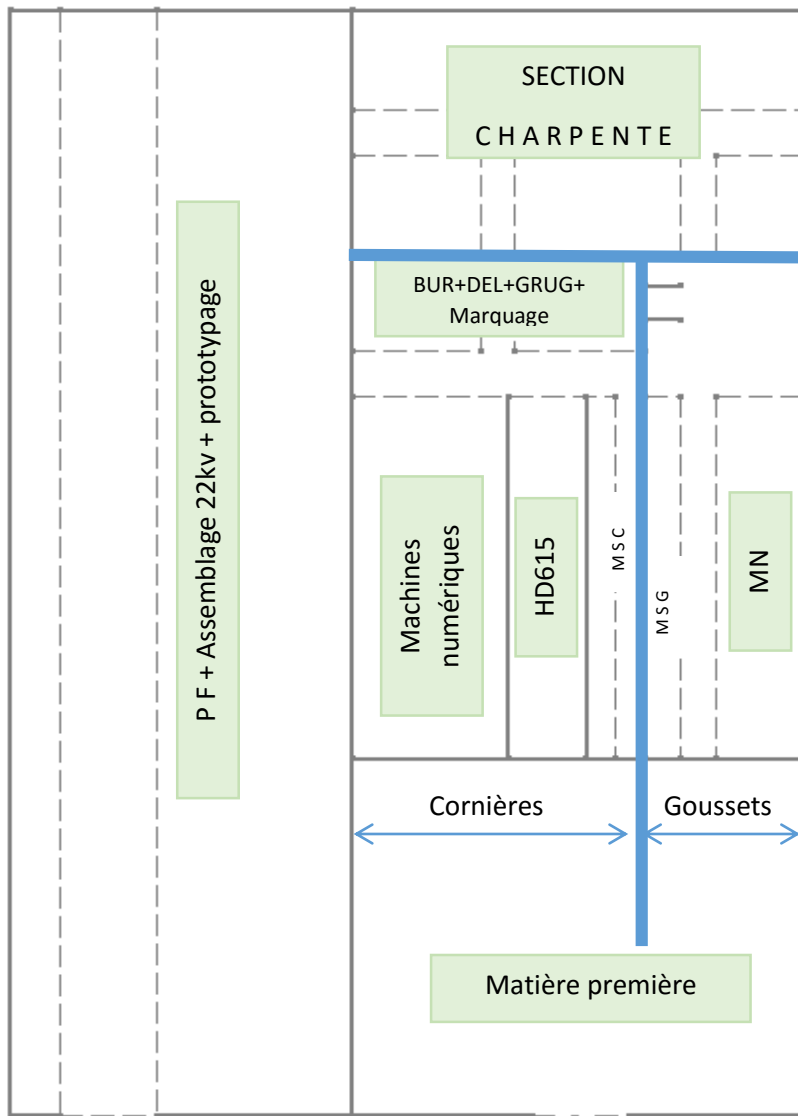 SECTION
C H A R P E N T E
P F + Assemblage 22kv + prototypage
BUR+DEL+GRUG+
Marquage
Machines
numériques
HD615
M S C
M S G
MN
Cornières
Goussets
Matière première